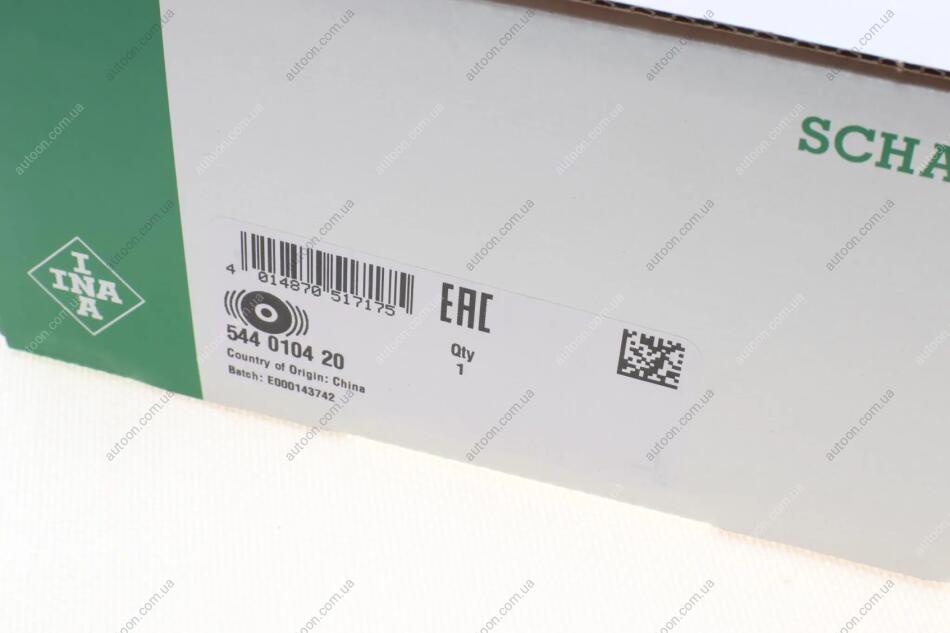 SCHA
INA
INA
4 014870 517175
EAC
544 0104 20
Qty
1
Country of Origin: China
Batch: E000143742
autoon.com.ua